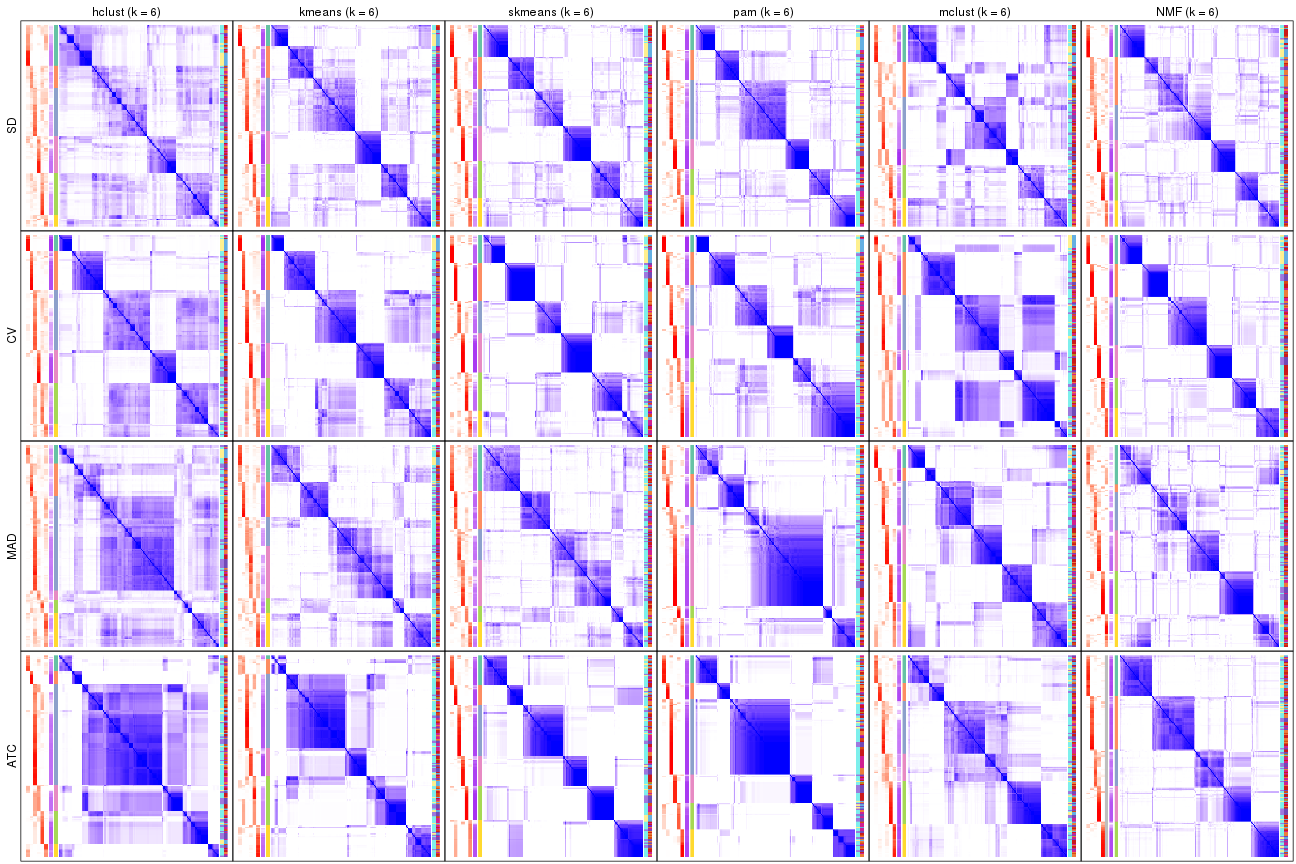 hclust (k = 6) kmeans (k = 6) skmeans (k = 6) pam (k = 6) mclust (k = 6) NMF (k = 6)
SD
CV
MAD
ATC